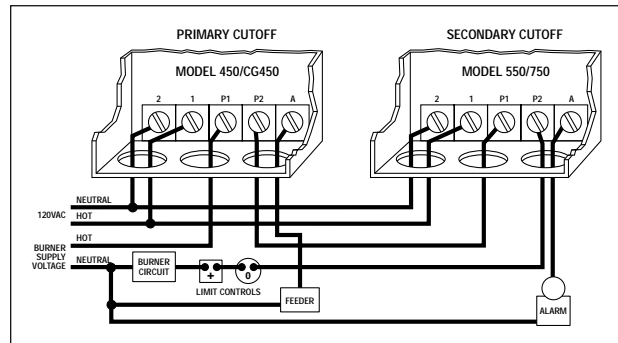 PRIMARY CUTOFF
SECONDARY CUTOFF
MODEL 450/CG450
MODEL 550/750
2 1 P1 P2 A
2 1 P1 P2 A
NEUTRAL
120VAC
HOT
HOT
BURNER SUPPLY VOLTAGE
NEUTRAL
BURNER CIRCUIT
+
0
LIMIT CONTROLS
FEEDER
ALARM